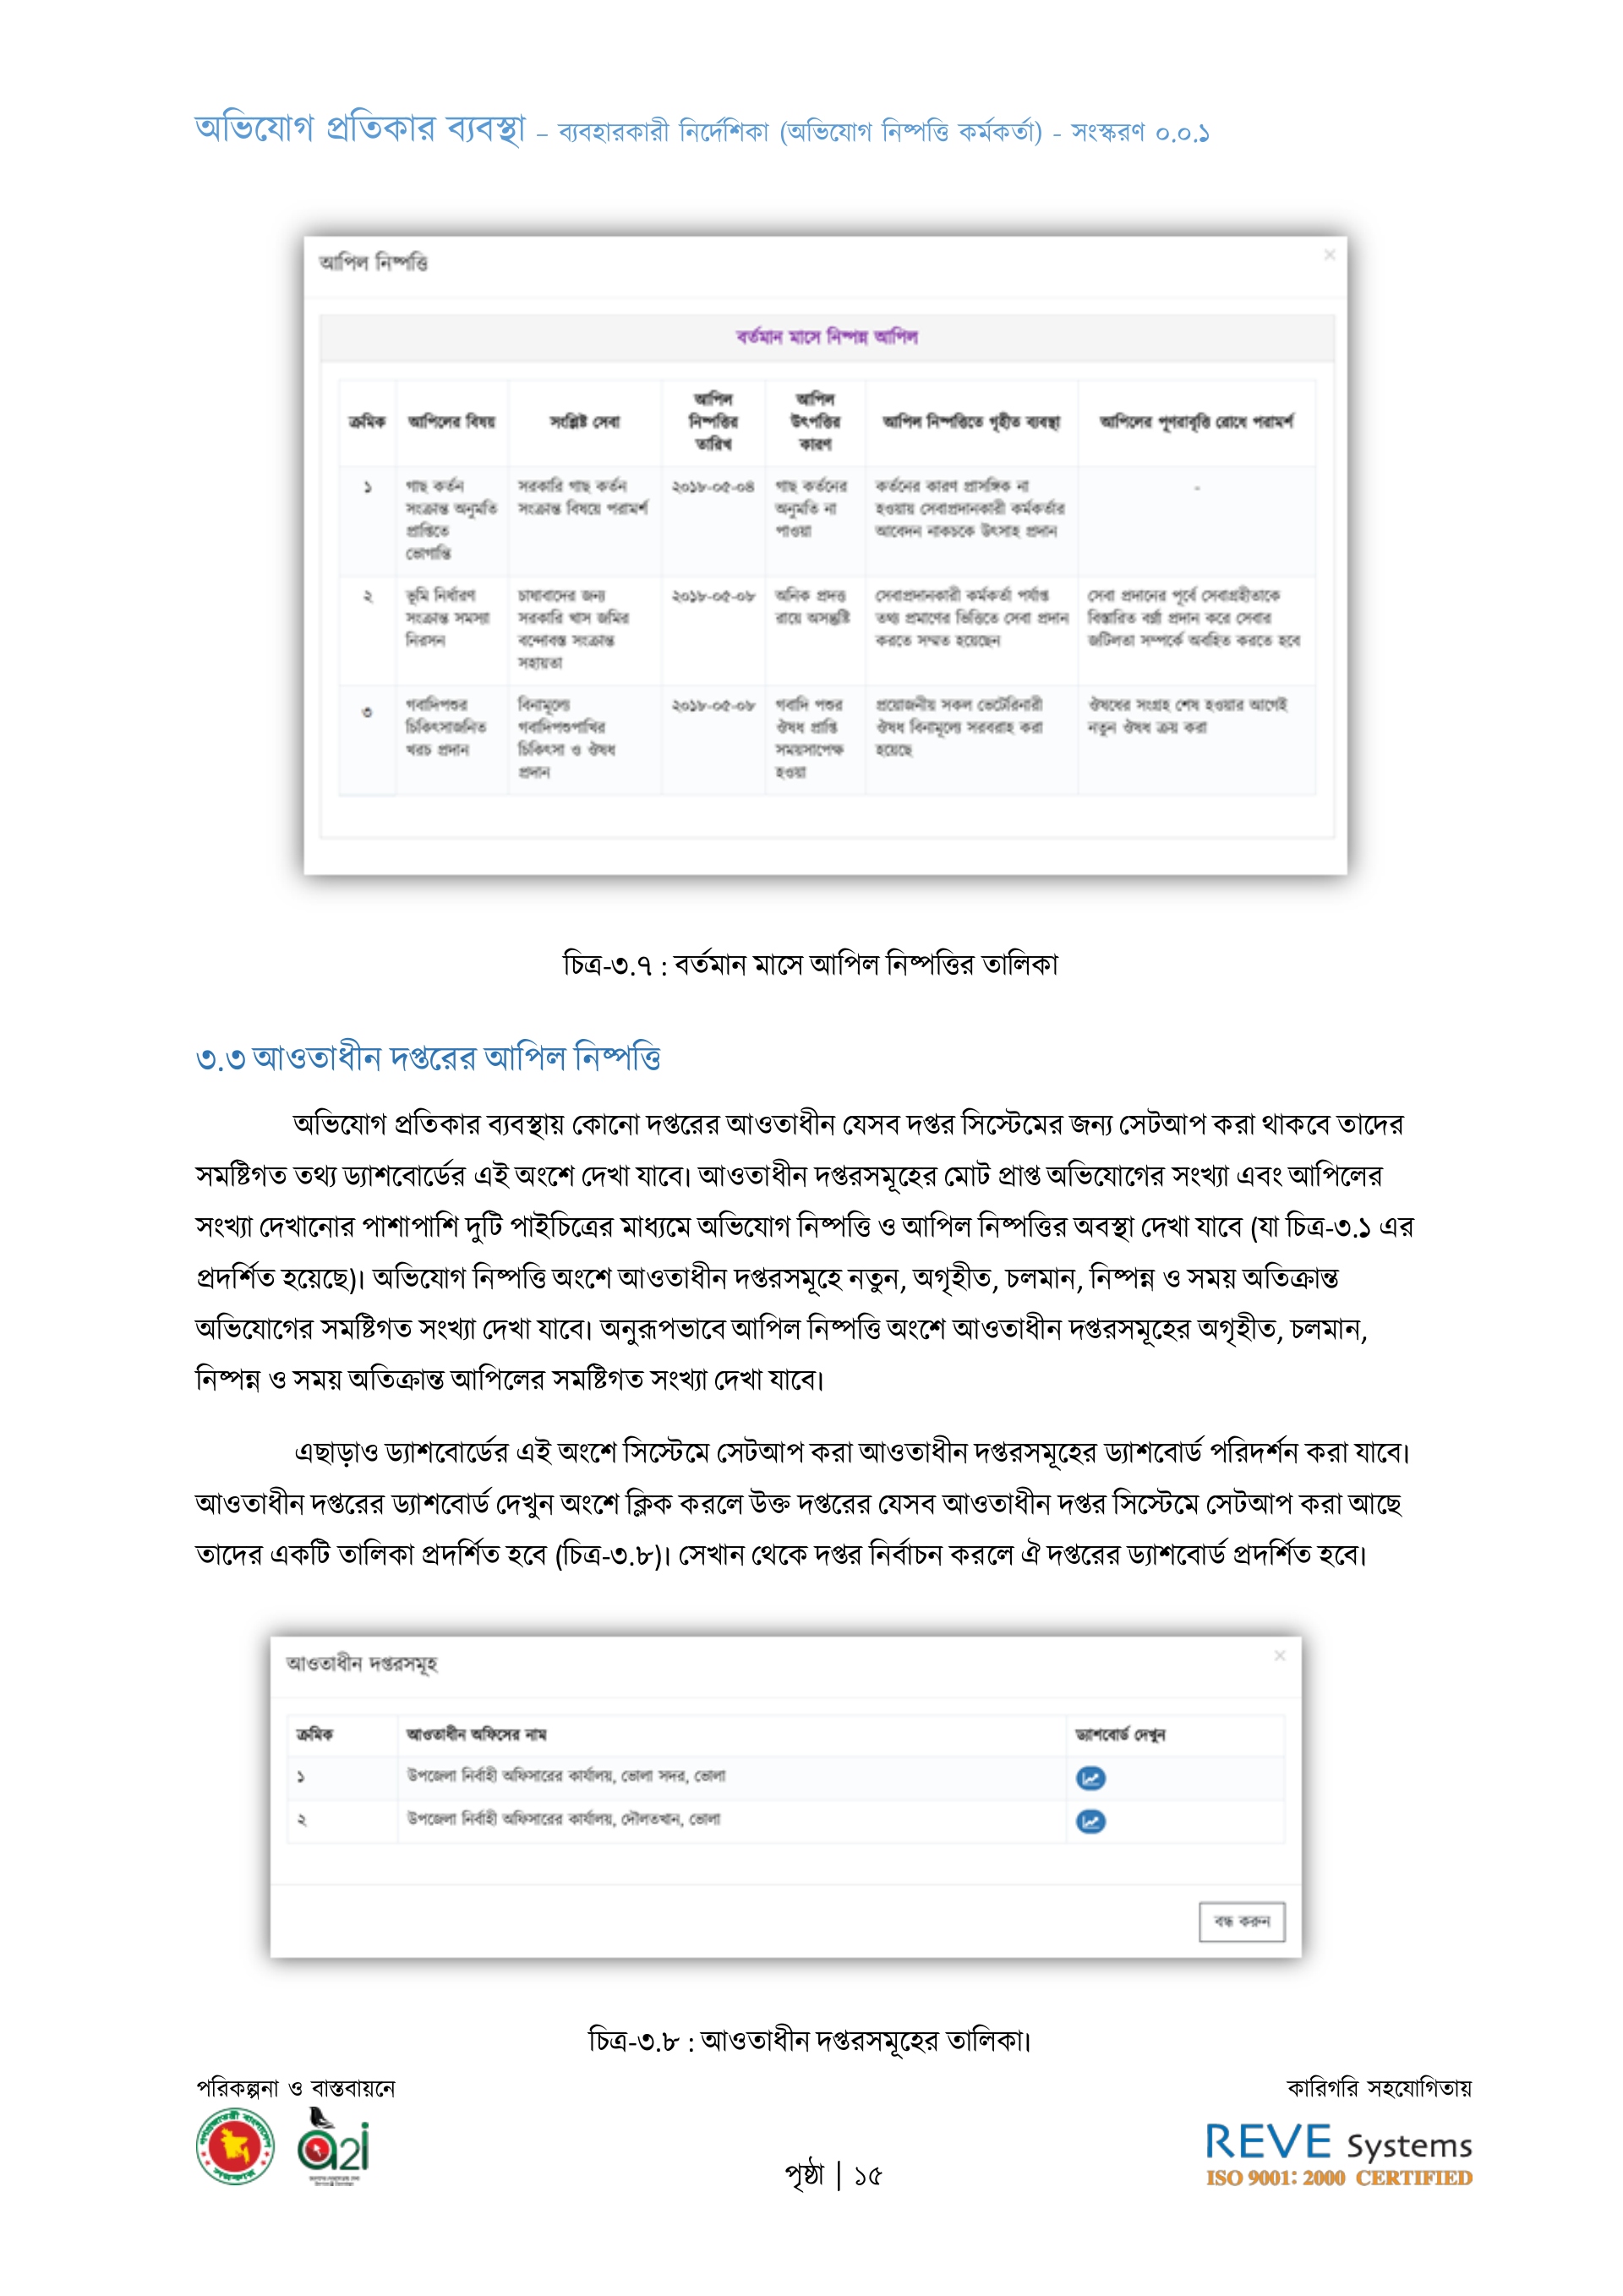 অভিযোগ প্রতিকার ব্যবস্থা – ব্যবহারকারী নির্দেশিকা (অভিযোগ নিষ্পত্তি কর্মকর্তা) - সংস্করণ ০.০.১
আপিল নিষ্পত্তি ×
বর্তমান মাসে নিষ্পন্ন আপিল
ক্রমিক আপিলের বিষয় সংশ্লিষ্ট সেবা আপিল নিষ্পত্তির তারিখ আপিল উৎপত্তির কারণ আপিল নিষ্পত্তিতে গৃহীত ব্যবস্থা আপিলের পূণরাবৃত্তি রোধে পরামর্শ
১ গাছ কর্তন সংক্রান্ত অনুমতি প্রাপ্তিতে ভোগান্তি সরকারি গাছ কর্তন সংক্রান্ত বিষয়ে পরামর্শ ২০১৮-০৫-০৪ গাছ কর্তনের অনুমতি না পাওয়া কর্তনের কারণ প্রাসঙ্গিক না হওয়ায় সেবাপ্রদানকারী কর্মকর্তার আবেদন নাকচকে উৎসাহ প্রদান -
২ ভূমি নির্ধারণ সংক্রান্ত সমস্যা নিরসন চাষাবাদের জন্য সরকারি খাস জমির বন্দোবস্ত সংক্রান্ত সহায়তা ২০১৮-০৫-০৮ অনিক প্রদত্ত রায়ে অসন্তুষ্টি সেবাপ্রদানকারী কর্মকর্তা পর্যাপ্ত তথ্য প্রমাণের ভিত্তিতে সেবা প্রদান করতে সম্মত হয়েছেন সেবা প্রদানের পূর্বে সেবাগ্রহীতাকে বিস্তারিত প্রদান করে সেবার জটিলতা সম্পর্কে অবহিত করতে হবে
৩ গবাদিপশুর চিকিৎসাজনিত খরচ প্রদান বিনামূল্যে গবাদিপশুপাখির চিকিৎসা ও ঔষধ প্রদান ২০১৮-০৫-০৮ গবাদি পশুর ঔষধ প্রাপ্তি সময়সাপেক্ষ হওয়া প্রয়োজনীয় সকল ভেটেরিনারী ঔষধ বিনামূল্যে সরবরাহ করা হয়েছে ঔষধের সংগ্রহ শেষ হওয়ার আগেই নতুন ঔষধ ক্রয় করা
চিত্র-৩.৭ : বর্তমান মাসে আপিল নিষ্পত্তির তালিকা
৩.৩ আওতাধীন দপ্তরের আপিল নিষ্পত্তি
অভিযোগ প্রতিকার ব্যবস্থায় কোনো দপ্তরের আওতাধীন যেসব দপ্তর সিস্টেমের জন্য সেটআপ করা থাকবে তাদের
সমষ্টিগত তথ্য ড্যাশবোর্ডের এই অংশে দেখা যাবে। আওতাধীন দপ্তরসমূহের মোট প্রাপ্ত অভিযোগের সংখ্যা এবং আপিলের
সংখ্যা দেখানোর পাশাপাশি দুটি পাইচিত্রের মাধ্যমে অভিযোগ নিষ্পত্তি ও আপিল নিষ্পত্তির অবস্থা দেখা যাবে (যা চিত্র-৩.১ এর
প্রদর্শিত হয়েছে)। অভিযোগ নিষ্পত্তি অংশে আওতাধীন দপ্তরসমূহে নতুন, অগৃহীত, চলমান, নিষ্পন্ন ও সময় অতিক্রান্ত
অভিযোগের সমষ্টিগত সংখ্যা দেখা যাবে। অনুরূপভাবে আপিল নিষ্পত্তি অংশে আওতাধীন দপ্তরসমূহের অগৃহীত, চলমান,
নিষ্পন্ন ও সময় অতিক্রান্ত আপিলের সমষ্টিগত সংখ্যা দেখা যাবে।
এছাড়াও ড্যাশবোর্ডের এই অংশে সিস্টেমে সেটআপ করা আওতাধীন দপ্তরসমূহের ড্যাশবোর্ড পরিদর্শন করা যাবে।
আওতাধীন দপ্তরের ড্যাশবোর্ড দেখুন অংশে ক্লিক করলে উক্ত দপ্তরের যেসব আওতাধীন দপ্তর সিস্টেমে সেটআপ করা আছে
তাদের একটি তালিকা প্রদর্শিত হবে (চিত্র-৩.৮)। সেখান থেকে দপ্তর নির্বাচন করলে ঐ দপ্তরের ড্যাশবোর্ড প্রদর্শিত হবে।
আওতাধীন দপ্তরসমূহ ×
ক্রমিক আওতাধীন অফিসের নাম ড্যাশবোর্ড দেখুন
১ উপজেলা নির্বাহী অফিসারের কার্যালয়, ভোলা সদর, ভোলা
২ উপজেলা নির্বাহী অফিসারের কার্যালয়, দৌলতখান, ভোলা
বন্ধ করুন
চিত্র-৩.৮ : আওতাধীন দপ্তরসমূহের তালিকা।
পরিকল্পনা ও বাস্তবায়নে কারিগরি সহযোগিতায়
a2i
REVE Systems
ISO 9001: 2000 CERTIFIED
পৃষ্ঠা | ১৫